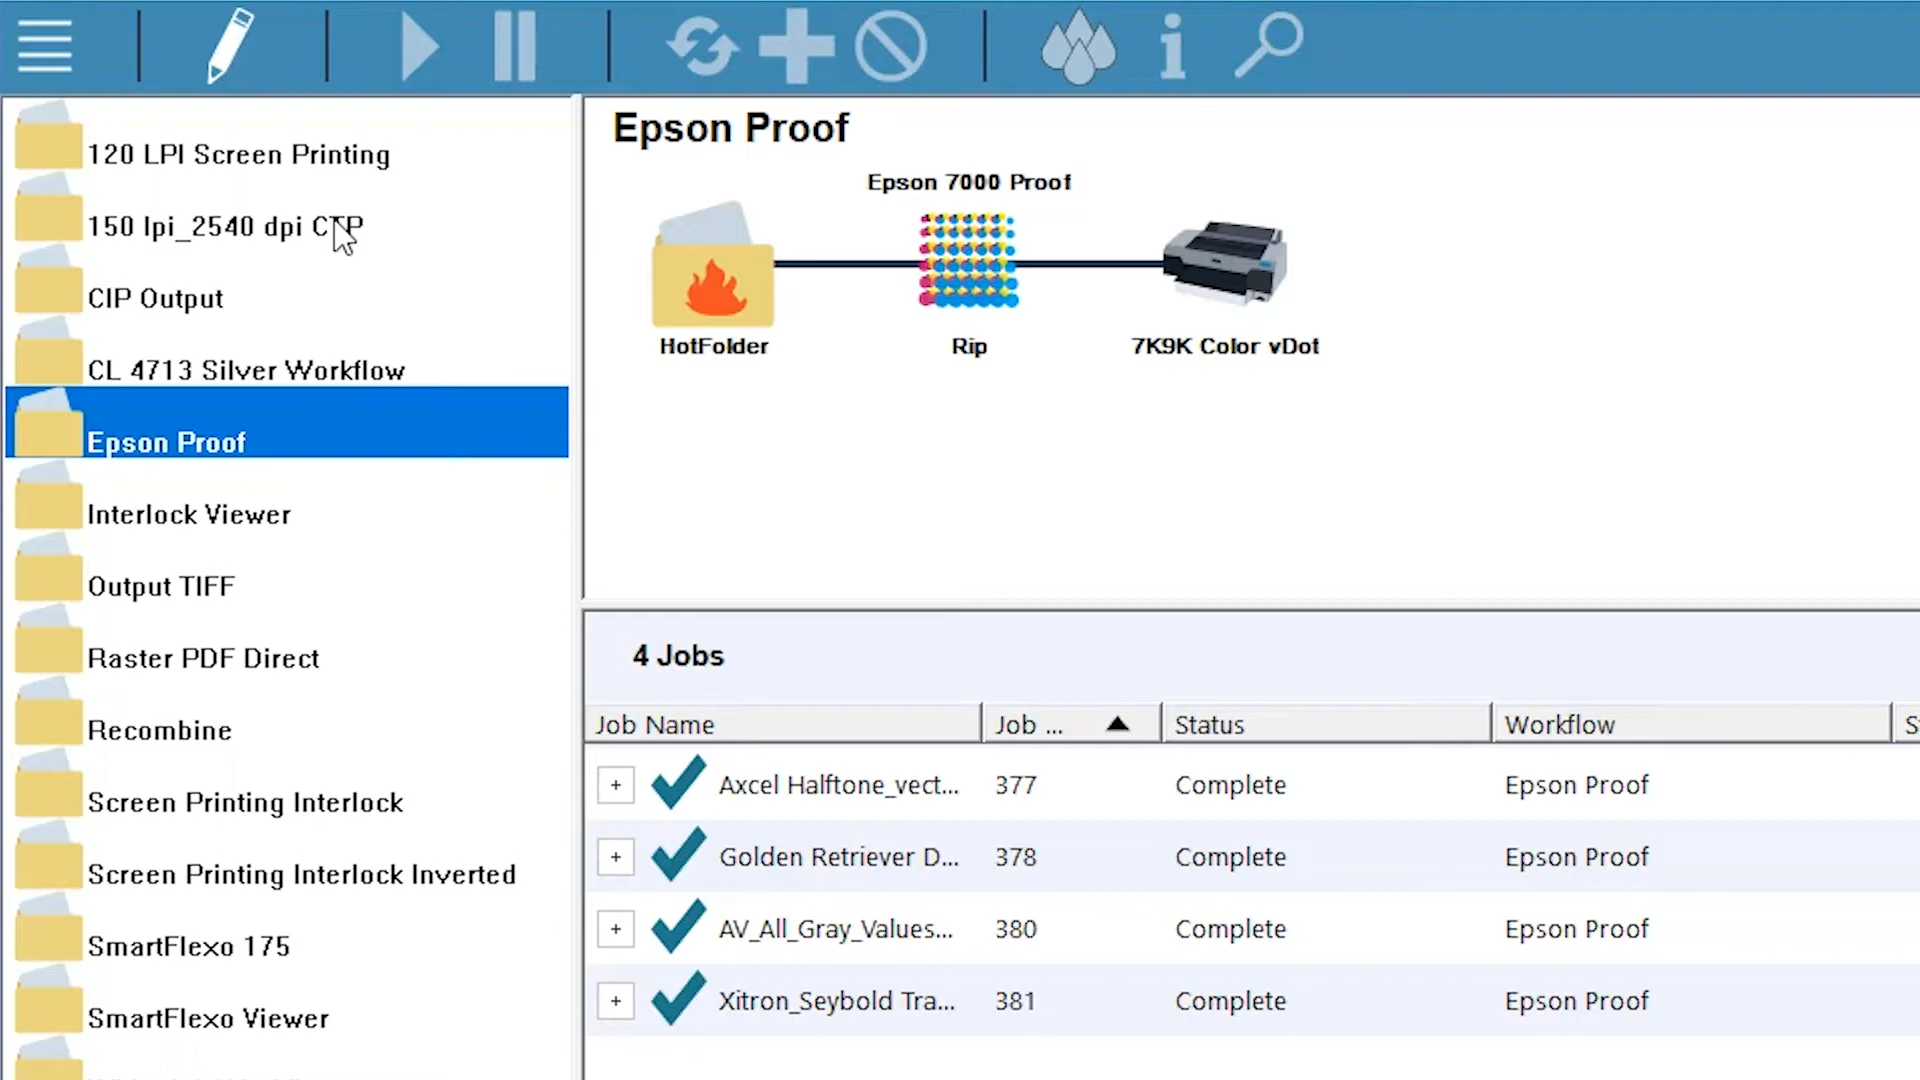 120 LPI Screen Printing
150 lpi_2540 dpi CTP
CIP Output
CL 4713 Silver Workflow
Epson Proof
Interlock Viewer
Output TIFF
Raster PDF Direct
Recombine
Screen Printing Interlock
Screen Printing Interlock Inverted
SmartFlexo 175
SmartFlexo Viewer
Epson Proof
Epson 7000 Proof
HotFolder Rip 7K9K Color vDot
4 Jobs
Job Name Job ... Status Workflow
Axcel Halftone_vect... 377 Complete Epson Proof
Golden Retriever D... 378 Complete Epson Proof
AV_All_Gray_Values... 380 Complete Epson Proof
Xitron_Seybold Tra... 381 Complete Epson Proof